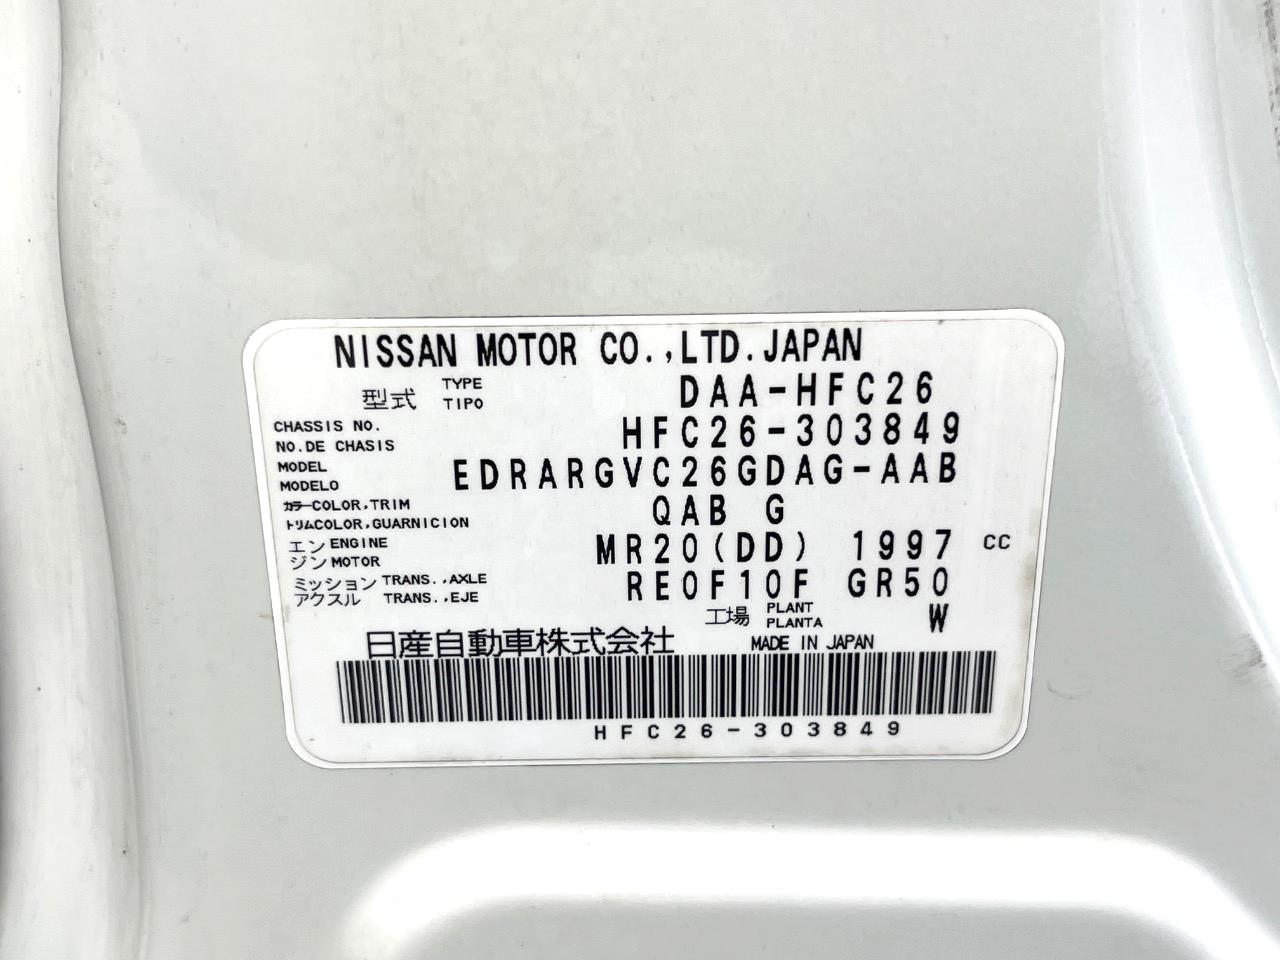 NISSAN MOTOR CO.,LTD.JAPAN
型式 TYPE TIPO DAA-HFC26
CHASSIS NO. HFC26-303849
NO.DE CHASIS
MODEL EDRARGVC26GDAG-AAB
MODELO
カラーCOLOR,TRIM QAB G
トリムCOLOR,GUARNICION
エン ENGINE MR20(DD) 1997 CC
ジン MOTOR
ミッション TRANS.,AXLE RE0F10F GR50
アクスル TRANS.,EJE
工場 PLANT PLANTA W
日産自動車株式会社 MADE IN JAPAN
HFC26-303849